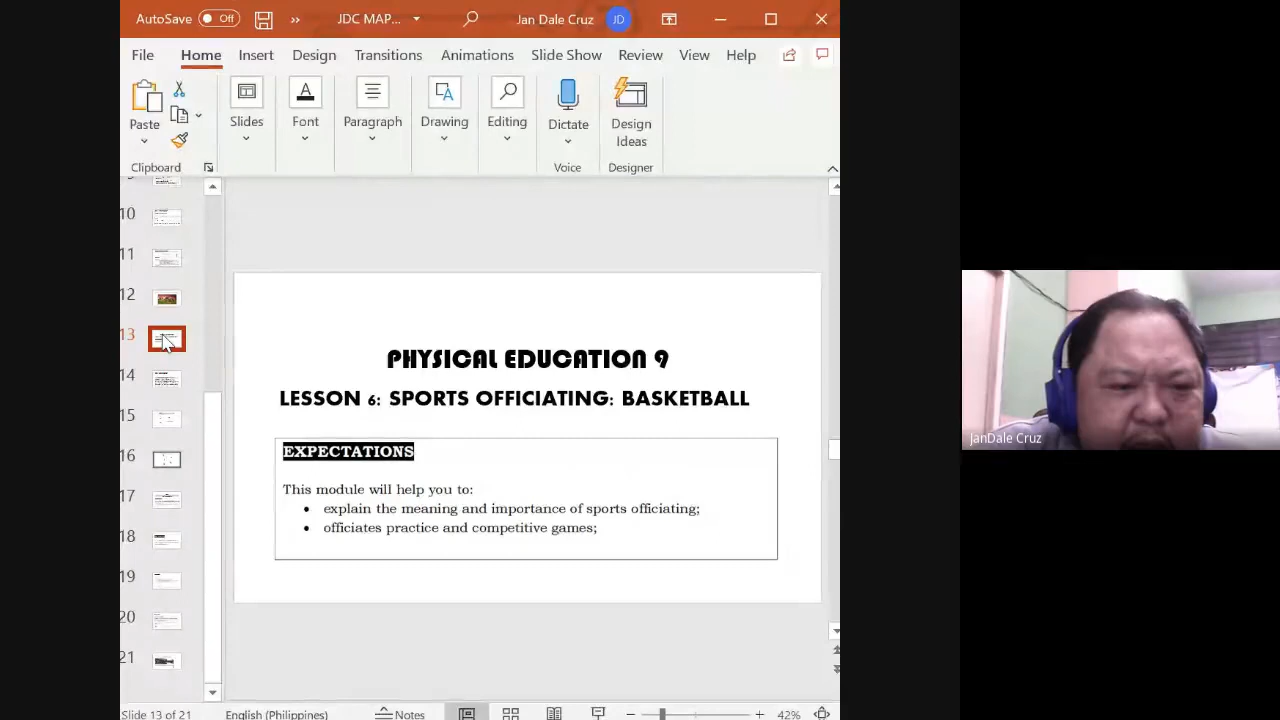 AutoSave Off JDC MAP... Jan Dale Cruz JD
File Home Insert Design Transitions Animations Slide Show Review View Help
Paste Slides Font Paragraph Drawing Editing Dictate Design Ideas
Clipboard Voice Designer
10
11
12
13
14
15
16
17
18
19
20
21
PHYSICAL EDUCATION 9
LESSON 6: SPORTS OFFICIATING: BASKETBALL
EXPECTATIONS
This module will help you to:
• explain the meaning and importance of sports officiating;
• officiates practice and competitive games;
JanDale Cruz
Slide 13 of 21 English (Philippines) Notes 42%